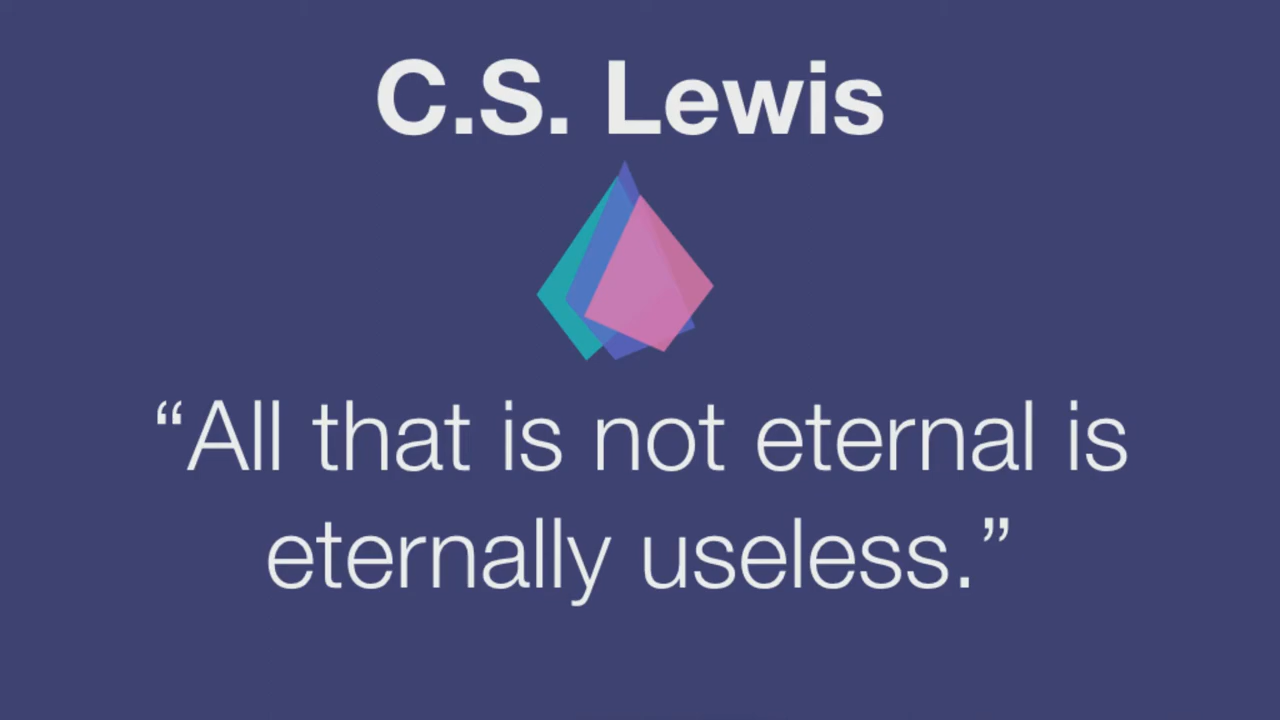 C.S. Lewis
“All that is not eternal is
eternally useless.”